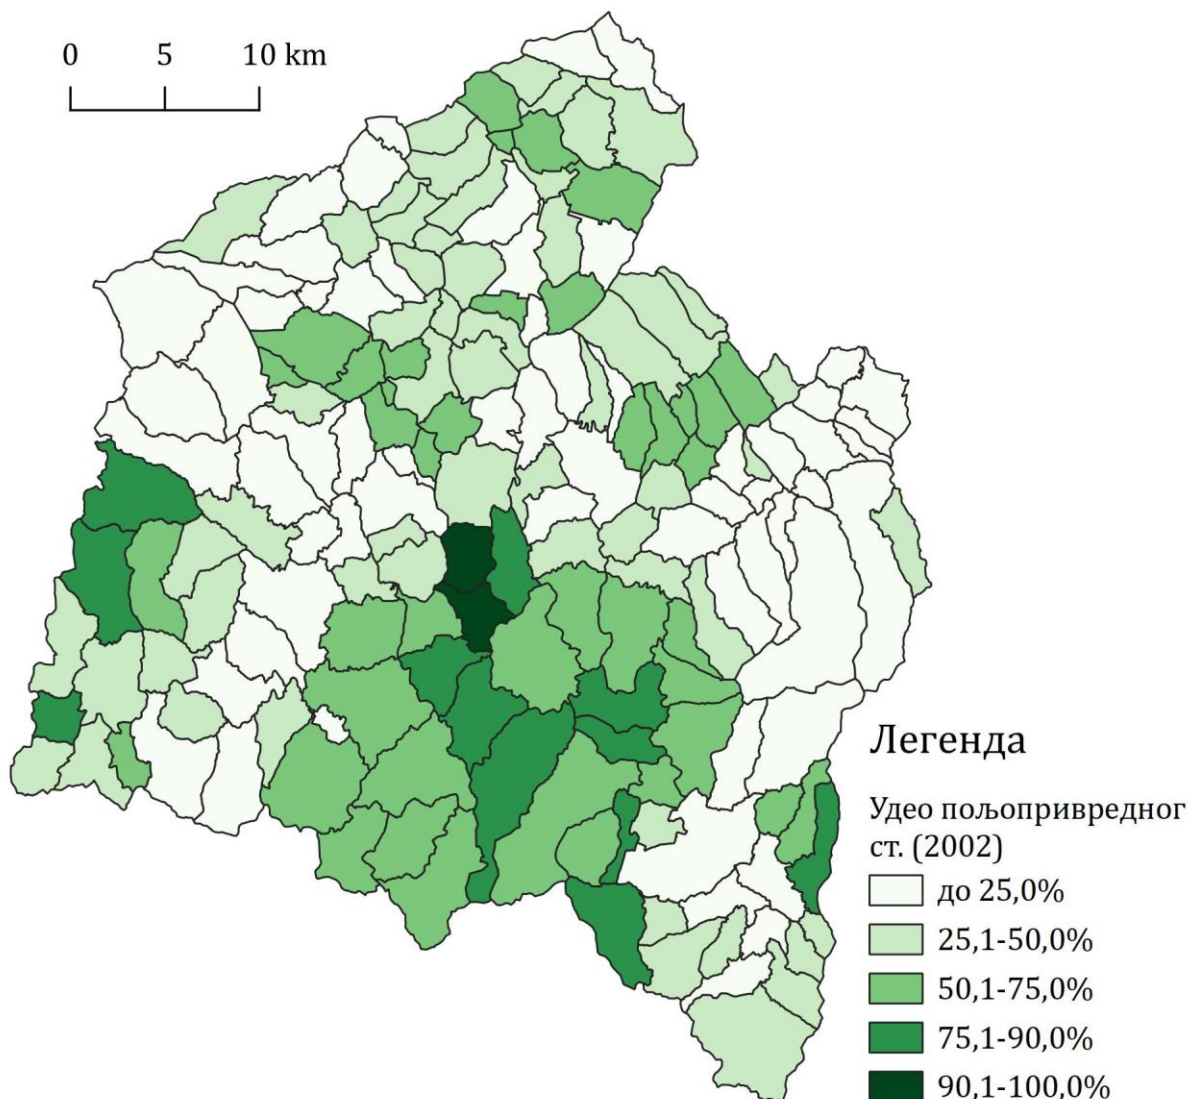 0 5 10 km
Легенда
Удео пољопривредног
ст. (2002)
до 25,0%
25,1-50,0%
50,1-75,0%
75,1-90,0%
90,1-100,0%